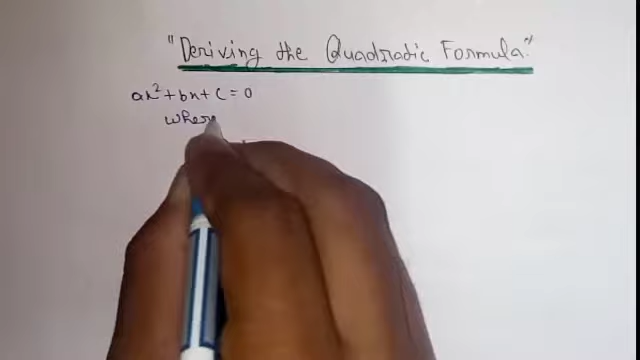 "Deriving the Quadratic Formula"
ax²+bx+c=0
where